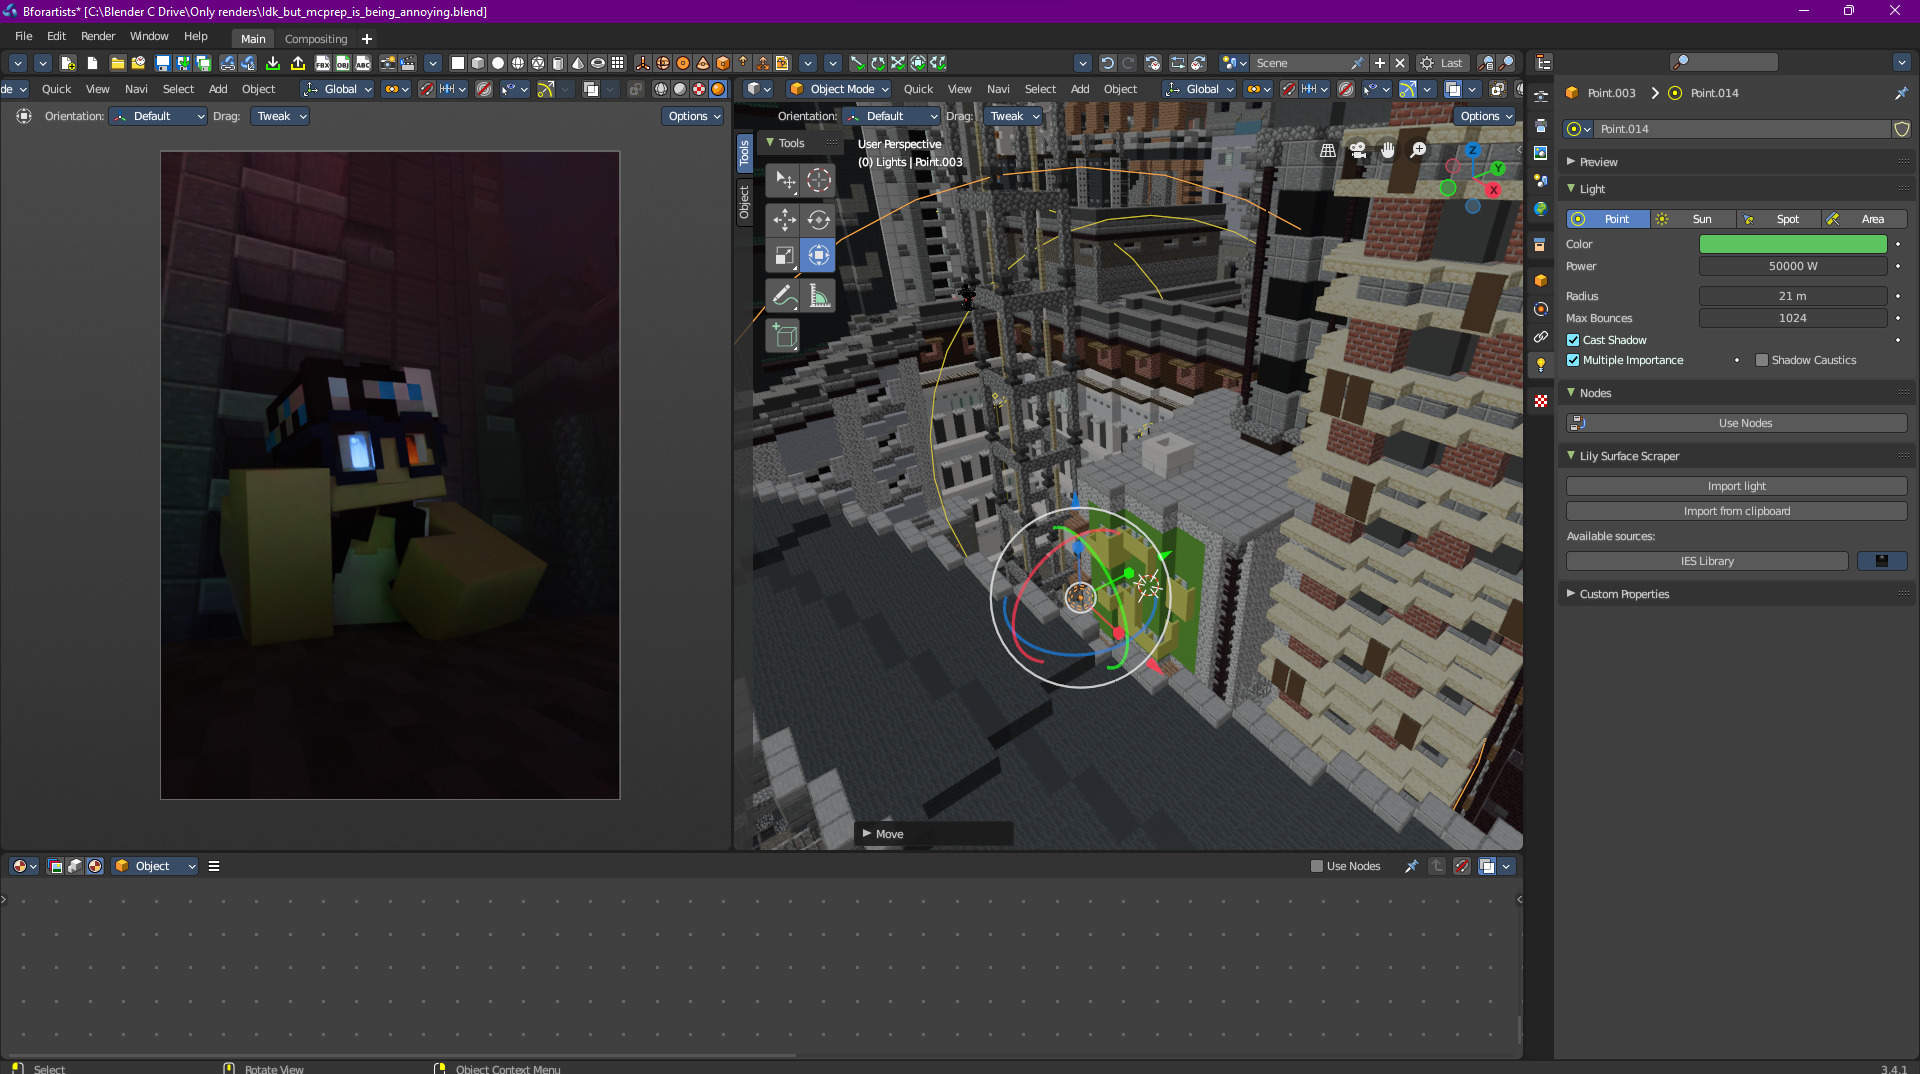 Bforartists* [C:\Blender C Drive\Only renders\Idk_but_mcprep_is_being_annoying.blend]
File Edit Render Window Help Main Compositing
FBX OBJ ABC Scene Last
de Quick View Navi Select Add Object Global
Object Mode Quick View Navi Select Add Object Global
Orientation: Default Drag: Tweak Options
Orientation: Default Drag: Tweak Options
Tools
Object
Tools
User Perspective
(0) Lights | Point.003
Z
Y
X
Move
Point.003 Point.014
Point.014
Preview
Light
Point Sun Spot Area
Color
Power 50000 W
Radius 21 m
Max Bounces 1024
Cast Shadow
Multiple Importance Shadow Caustics
Nodes
Use Nodes
Lily Surface Scraper
Import light
Import from clipboard
Available sources:
IES Library
Custom Properties
Object Use Nodes
Select Rotate View Object Context Menu 3.4.1